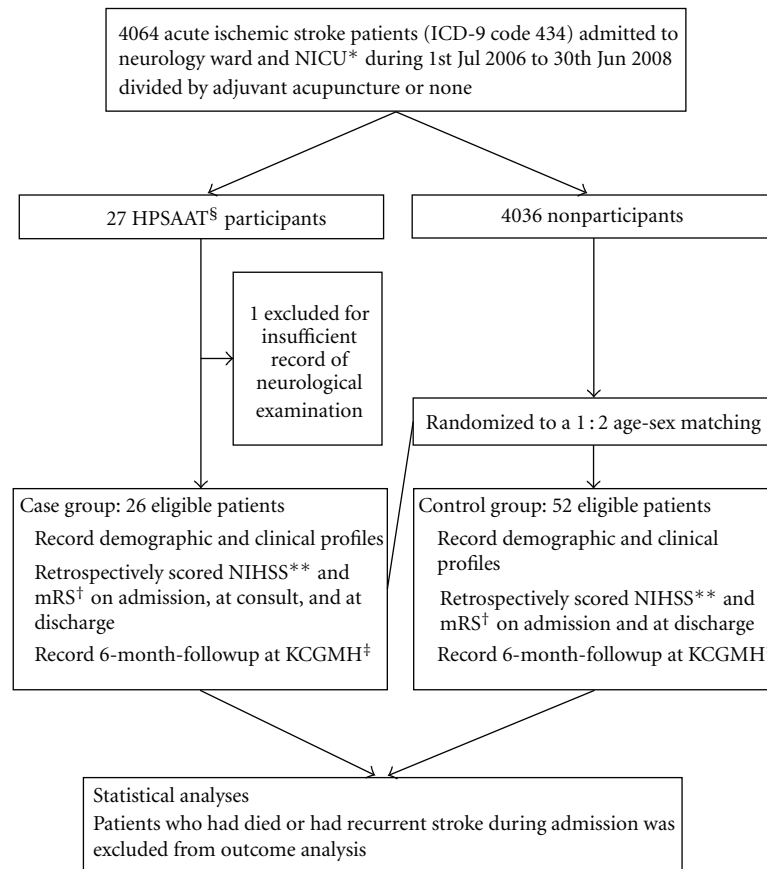 4064 acute ischemic stroke patients (ICD-9 code 434) admitted to
neurology ward and NICU* during 1st Jul 2006 to 30th Jun 2008
divided by adjuvant acupuncture or none
27 HPSAAT§ participants
4036 nonparticipants
1 excluded for
insufficient
record of
neurological
examination
Randomized to a 1 : 2 age-sex matching
Case group: 26 eligible patients
Record demographic and clinical profiles
Retrospectively scored NIHSS** and
mRS† on admission, at consult, and at
discharge
Record 6-month-followup at KCGMH‡
Control group: 52 eligible patients
Record demographic and clinical
profiles
Retrospectively scored NIHSS** and
mRS† on admission and at discharge
Record 6-month-followup at KCGMH
Statistical analyses
Patients who had died or had recurrent stroke during admission was
excluded from outcome analysis